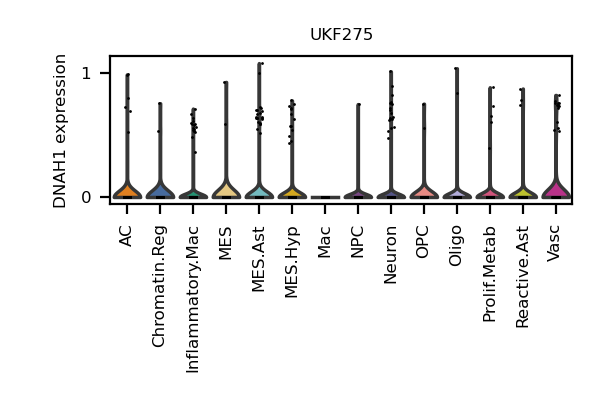 UKF275
DNAH1 expression
1
0
AC
Chromatin.Reg
Inflammatory.Mac
MES
MES.Ast
MES.Hyp
Mac
NPC
Neuron
OPC
Oligo
Prolif.Metab
Reactive.Ast
Vasc